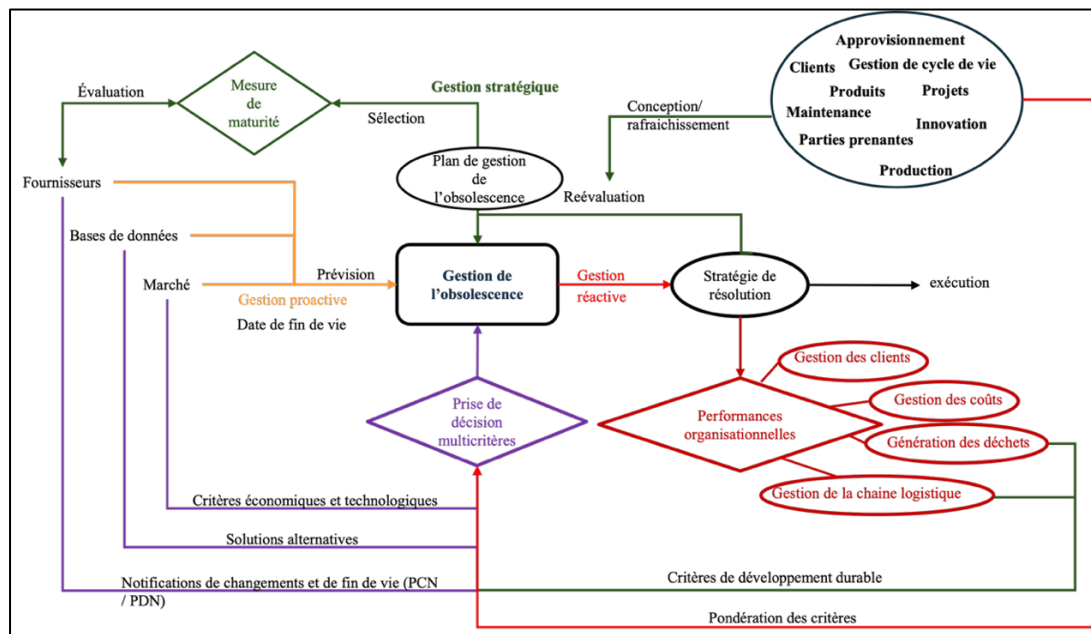 Approvisionnement
Clients
Gestion de cycle de vie
Produits
Projets
Maintenance
Innovation
Parties prenantes
Production
Évaluation
Mesure
de
maturité
Gestion stratégique
Sélection
Conception/
rafraichissement
Plan de gestion
de
l’obsolescence
Reévaluation
Fournisseurs
Bases de données
Marché
Prévision
Gestion proactive
Date de fin de vie
Gestion de
l’obsolescence
Gestion
réactive
Stratégie de
résolution
exécution
Prise de
décision
multicritères
Performances
organisationnelles
Gestion des clients
Gestion des coûts
Génération des déchets
Gestion de la chaine logistique
Critères économiques et technologiques
Solutions alternatives
Notifications de changements et de fin de vie (PCN
/ PDN)
Critères de développement durable
Pondération des critères